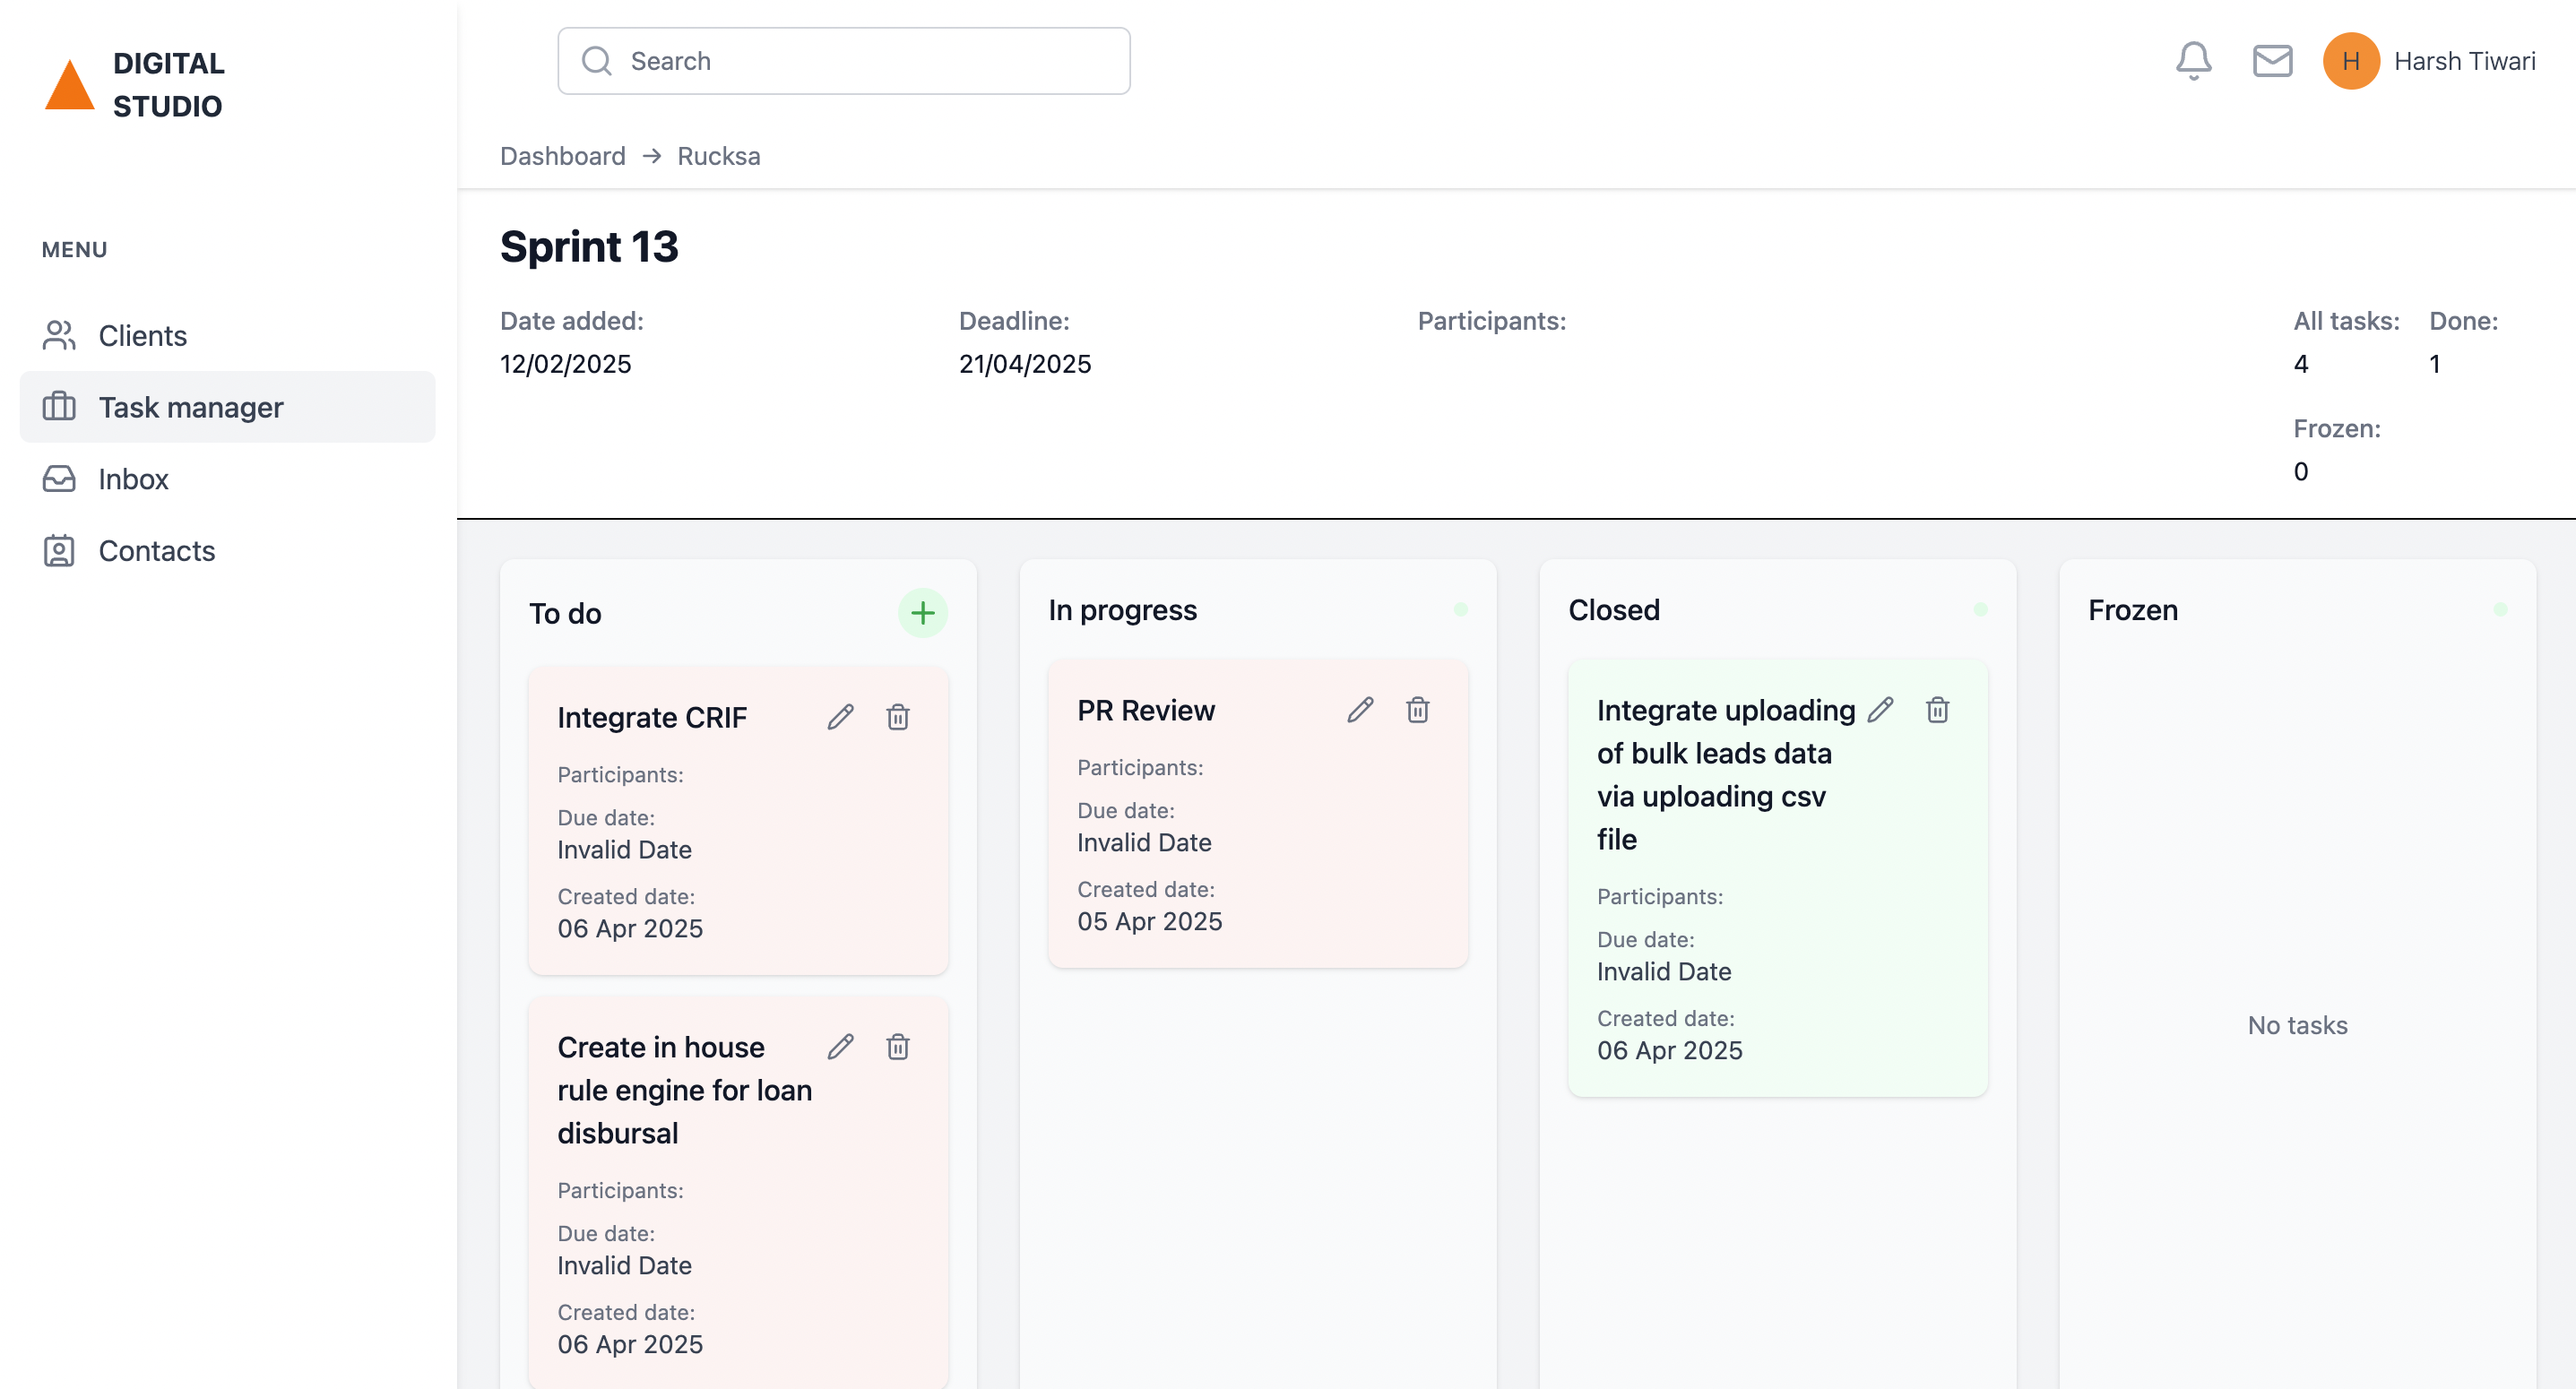 DIGITAL
STUDIO
MENU
Clients
Task manager
Inbox
Contacts
Search
H
Harsh Tiwari
Dashboard → Rucksa
Sprint 13
Date added:
12/02/2025
Deadline:
21/04/2025
Participants:
All tasks:
4
Done:
1
Frozen:
0
To do
Integrate CRIF
Participants:
Due date:
Invalid Date
Created date:
06 Apr 2025
Create in house
rule engine for loan
disbursal
Participants:
Due date:
Invalid Date
Created date:
06 Apr 2025
In progress
PR Review
Participants:
Due date:
Invalid Date
Created date:
05 Apr 2025
Closed
Integrate uploading
of bulk leads data
via uploading csv
file
Participants:
Due date:
Invalid Date
Created date:
06 Apr 2025
Frozen
No tasks